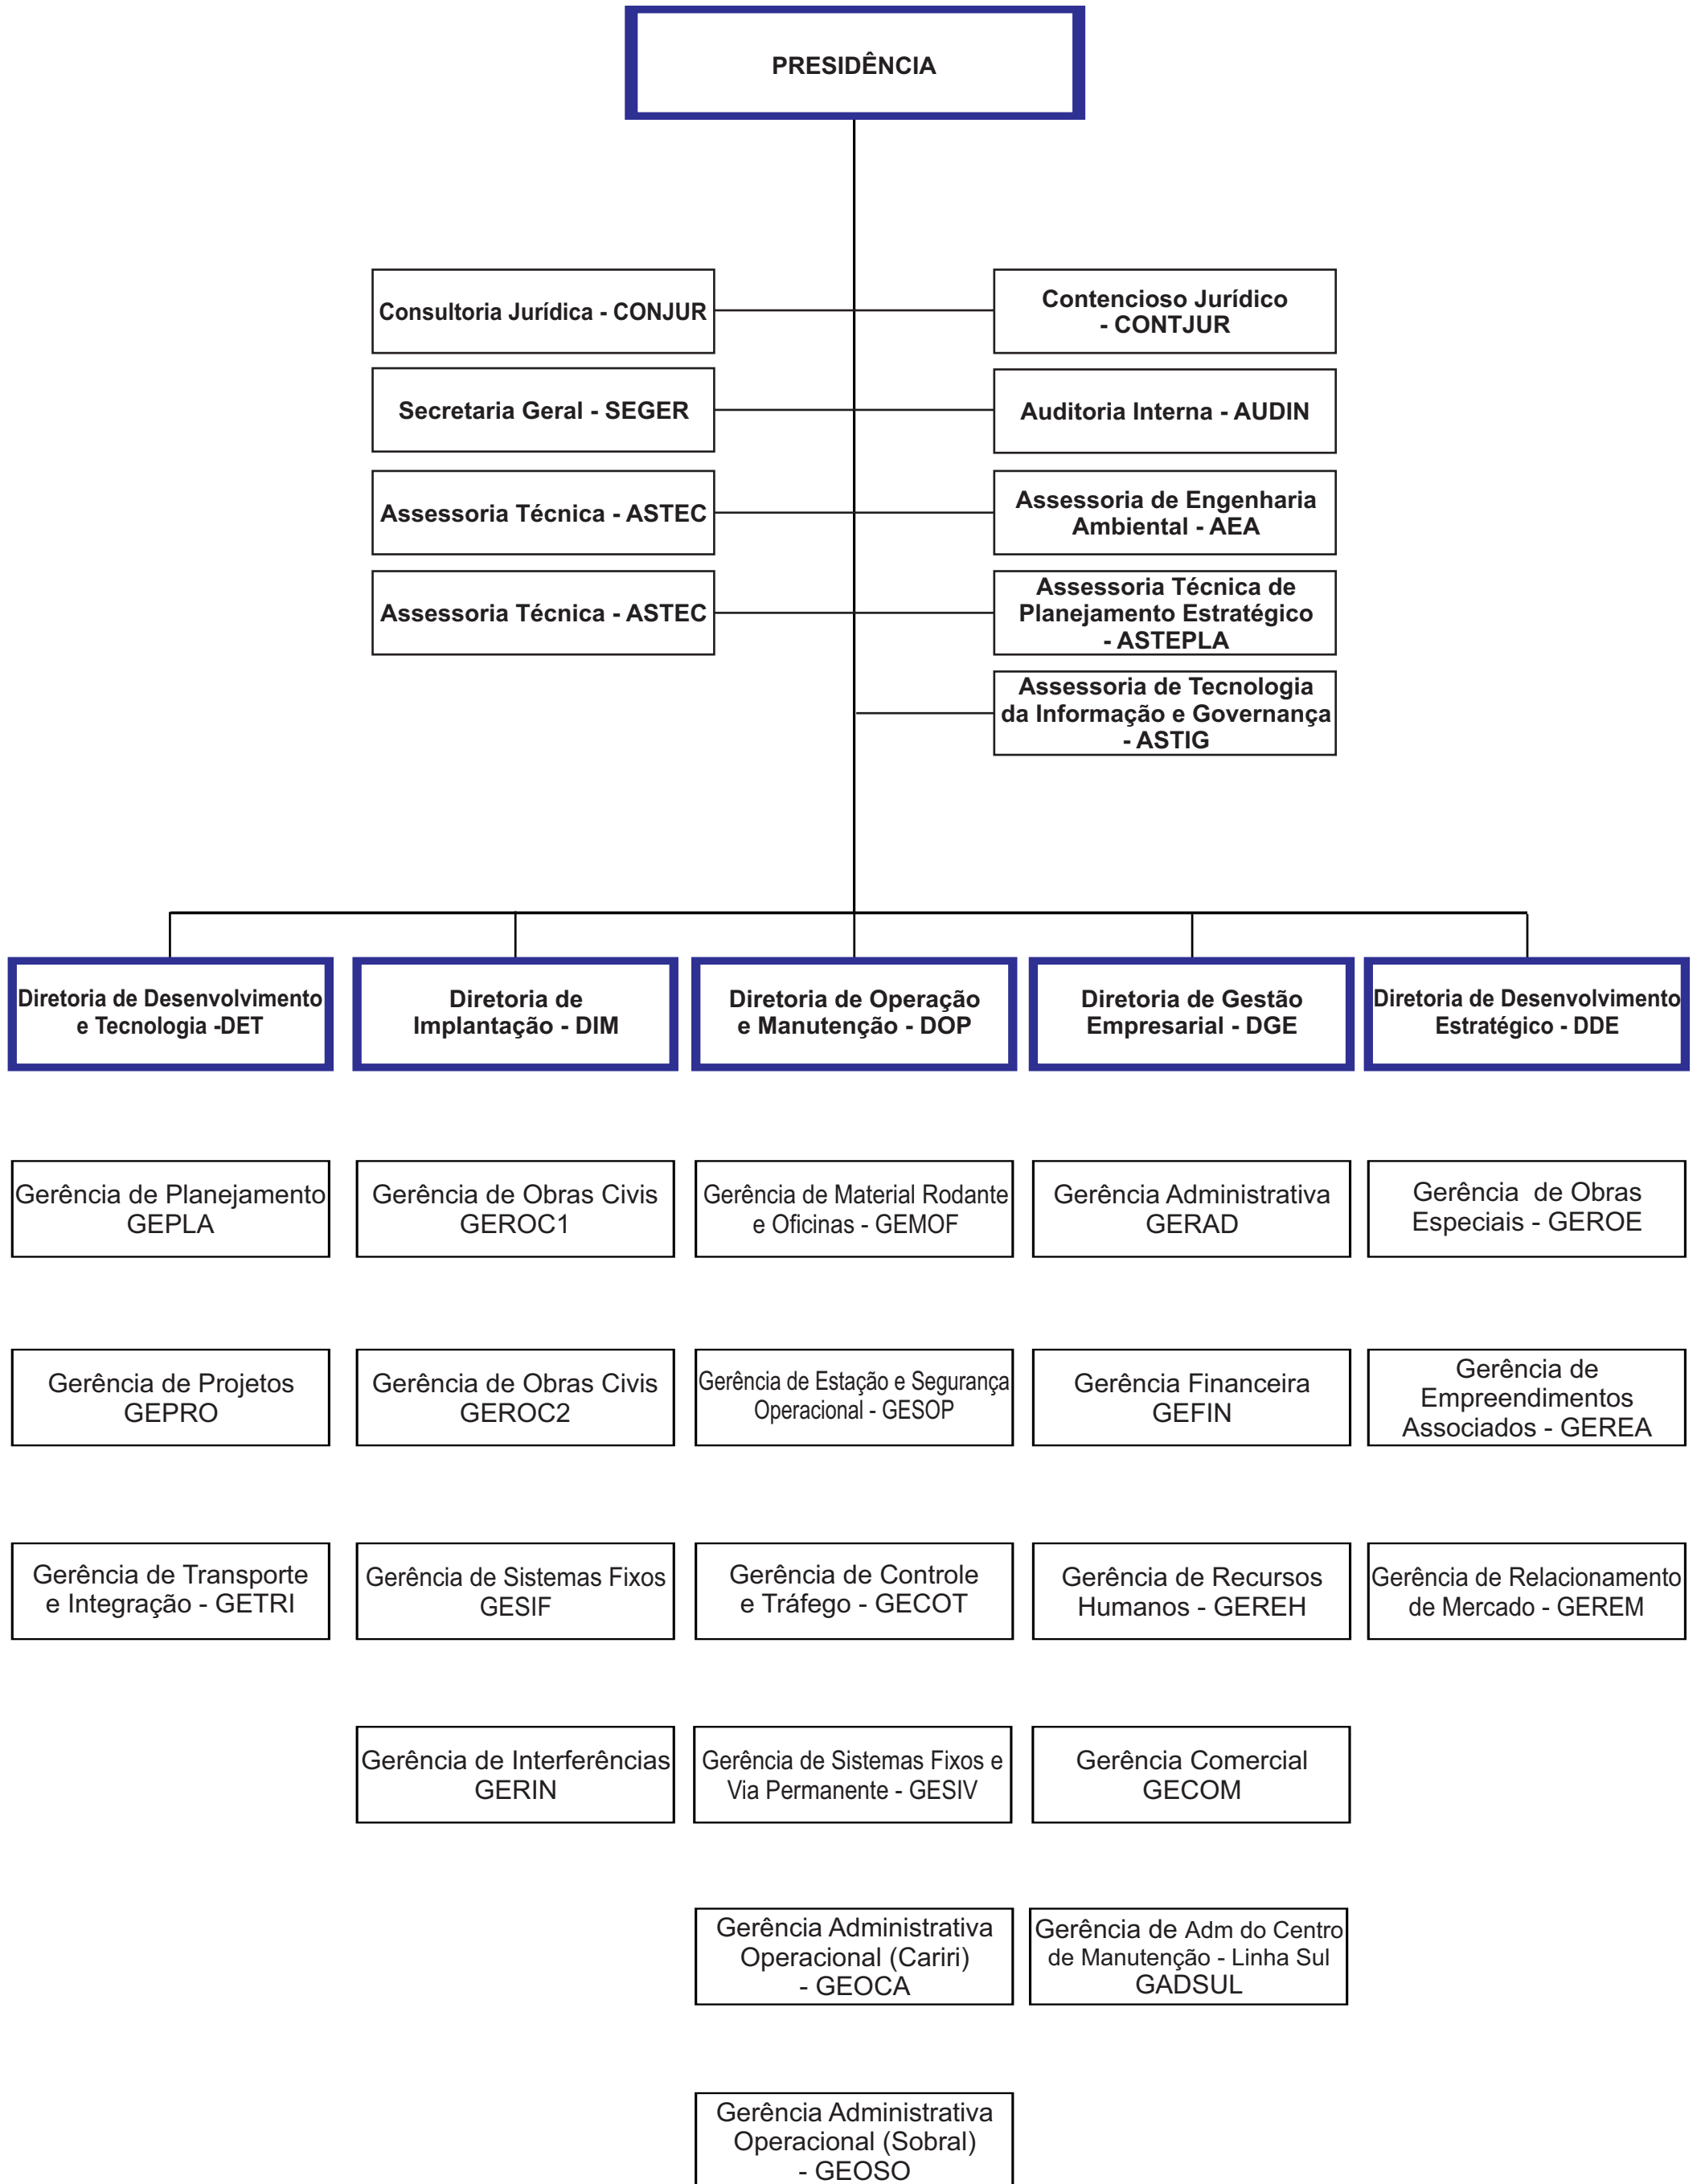 PRESIDÊNCIA
Consultoria Jurídica - CONJUR
Contencioso Jurídico
- CONTJUR
Secretaria Geral - SEGER
Auditoria Interna - AUDIN
Assessoria Técnica - ASTEC
Assessoria de Engenharia
Ambiental - AEA
Assessoria Técnica - ASTEC
Assessoria Técnica de
Planejamento Estratégico
- ASTEPLA
Assessoria de Tecnologia
da Informação e Governança
- ASTIG
Diretoria de Desenvolvimento
e Tecnologia -DET
Diretoria de
Implantação - DIM
Diretoria de Operação
e Manutenção - DOP
Diretoria de Gestão
Empresarial - DGE
Diretoria de Desenvolvimento
Estratégico - DDE
Gerência de Planejamento
GEPLA
Gerência de Obras Civis
GEROC1
Gerência de Material Rodante
e Oficinas - GEMOF
Gerência Administrativa
GERAD
Gerência de Obras
Especiais - GEROE
Gerência de Projetos
GEPRO
Gerência de Obras Civis
GEROC2
Gerência de Estação e Segurança
Operacional - GESOP
Gerência Financeira
GEFIN
Gerência de
Empreendimentos
Associados - GEREA
Gerência de Transporte
e Integração - GETRI
Gerência de Sistemas Fixos
GESIF
Gerência de Controle
e Tráfego - GECOT
Gerência de Recursos
Humanos - GEREH
Gerência de Relacionamento
de Mercado - GEREM
Gerência de Interferências
GERIN
Gerência de Sistemas Fixos e
Via Permanente - GESIV
Gerência Comercial
GECOM
Gerência Administrativa
Operacional (Cariri)
- GEOCA
Gerência de Adm do Centro
de Manutenção - Linha Sul
GADSUL
Gerência Administrativa
Operacional (Sobral)
- GEOSO